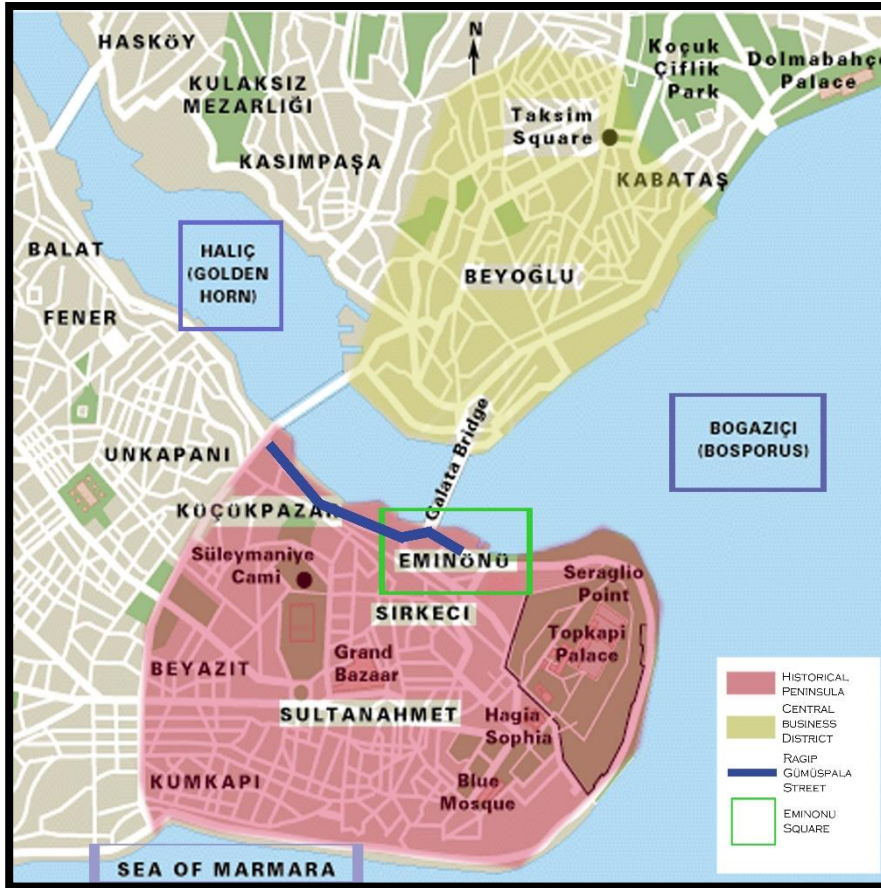 HASKÖY
N
KOÇUK
ÇIFLIK
PARK
Dolmabahçe
Palace
KULAKSIZ
MEZARLIĞI
Taksim
Square
KASIMPAŞA
KABATAŞ
BALAT
HALIÇ
(GOLDEN
HORN)
BEYOĞLU
FENER
BOGAZIÇI
(BOSPORUS)
Galata Bridge
UNKAPANI
KÜÇÜKPAZAR
EMINÖNÜ
Süleymaniye
Cami
Seraglio
Point
SIRKECI
Topkapi
Palace
Grand
Bazaar
BEYAZIT
SULTANAHMET
Hagia
Sophia
KUMKAPI
Blue
Mosque
SEA OF MARMARA
HISTORICAL
PENINSULA
CENTRAL
BUSINESS
DISTRICT
RAGIP
GÜMÜSPALA
STREET
EMINONU
SQUARE